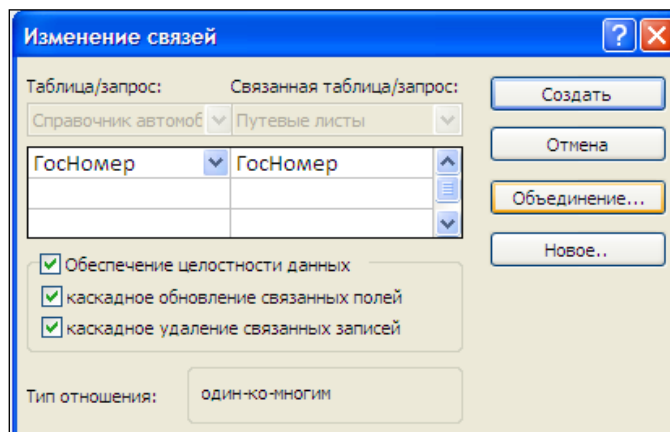 Изменение связей
Таблица/запрос: Связанная таблица/запрос:
Справочник автомоб Путевые листы
ГосНомер ГосНомер
Обеспечение целостности данных
каскадное обновление связанных полей
каскадное удаление связанных записей
Тип отношения: один-ко-многим
Создать
Отмена
Объединение...
Новое..